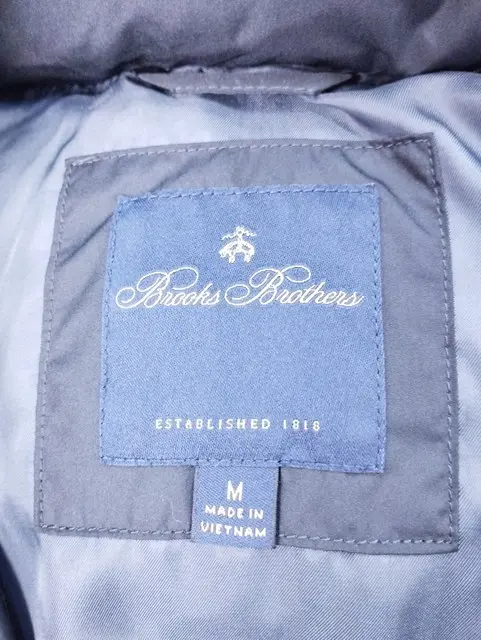 Brooks Brothers
ESTABLISHED 1818
M
MADE IN
VIETNAM